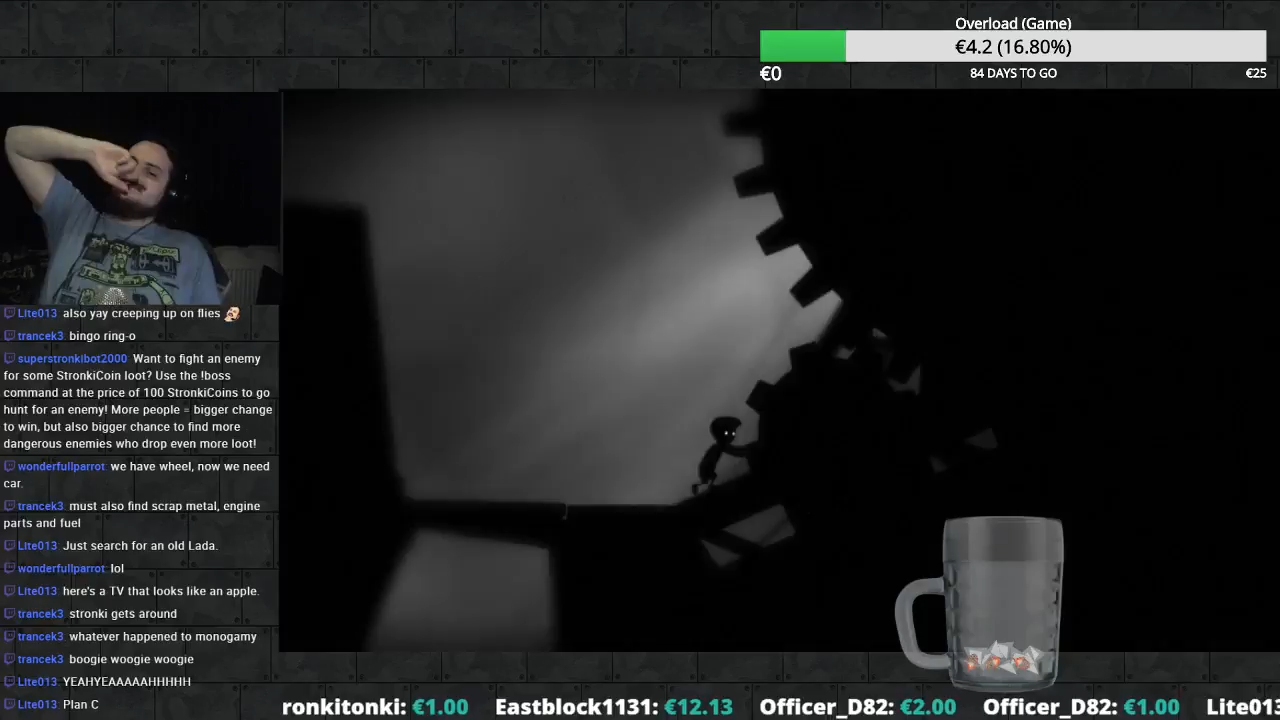 Overload (Game)
€4.2 (16.80%)
€0
84 DAYS TO GO
€25
Lite013: also yay creeping up on flies
trancek3: bingo ring-o
superstronkibot2000: Want to fight an enemy
for some StronkiCoin loot? Use the !boss
command at the price of 100 StronkiCoins to go
hunt for an enemy! More people = bigger change
to win, but also bigger chance to find more
dangerous enemies who drop even more loot!
wonderfullparrot: we have wheel, now we need
car.
trancek3: must also find scrap metal, engine
parts and fuel
Lite013: Just search for an old Lada.
wonderfullparrot: lol
Lite013: here's a TV that looks like an apple.
trancek3: stronki gets around
trancek3: whatever happened to monogamy
trancek3: boogie woogie woogie
Lite013: YEAHYEAAAAAHHHHH
Lite013: Plan C
ronkitonki: €1.00 Eastblock1131: €12.13 Officer_D82: €2.00 Officer_D82: €1.00 Lite013